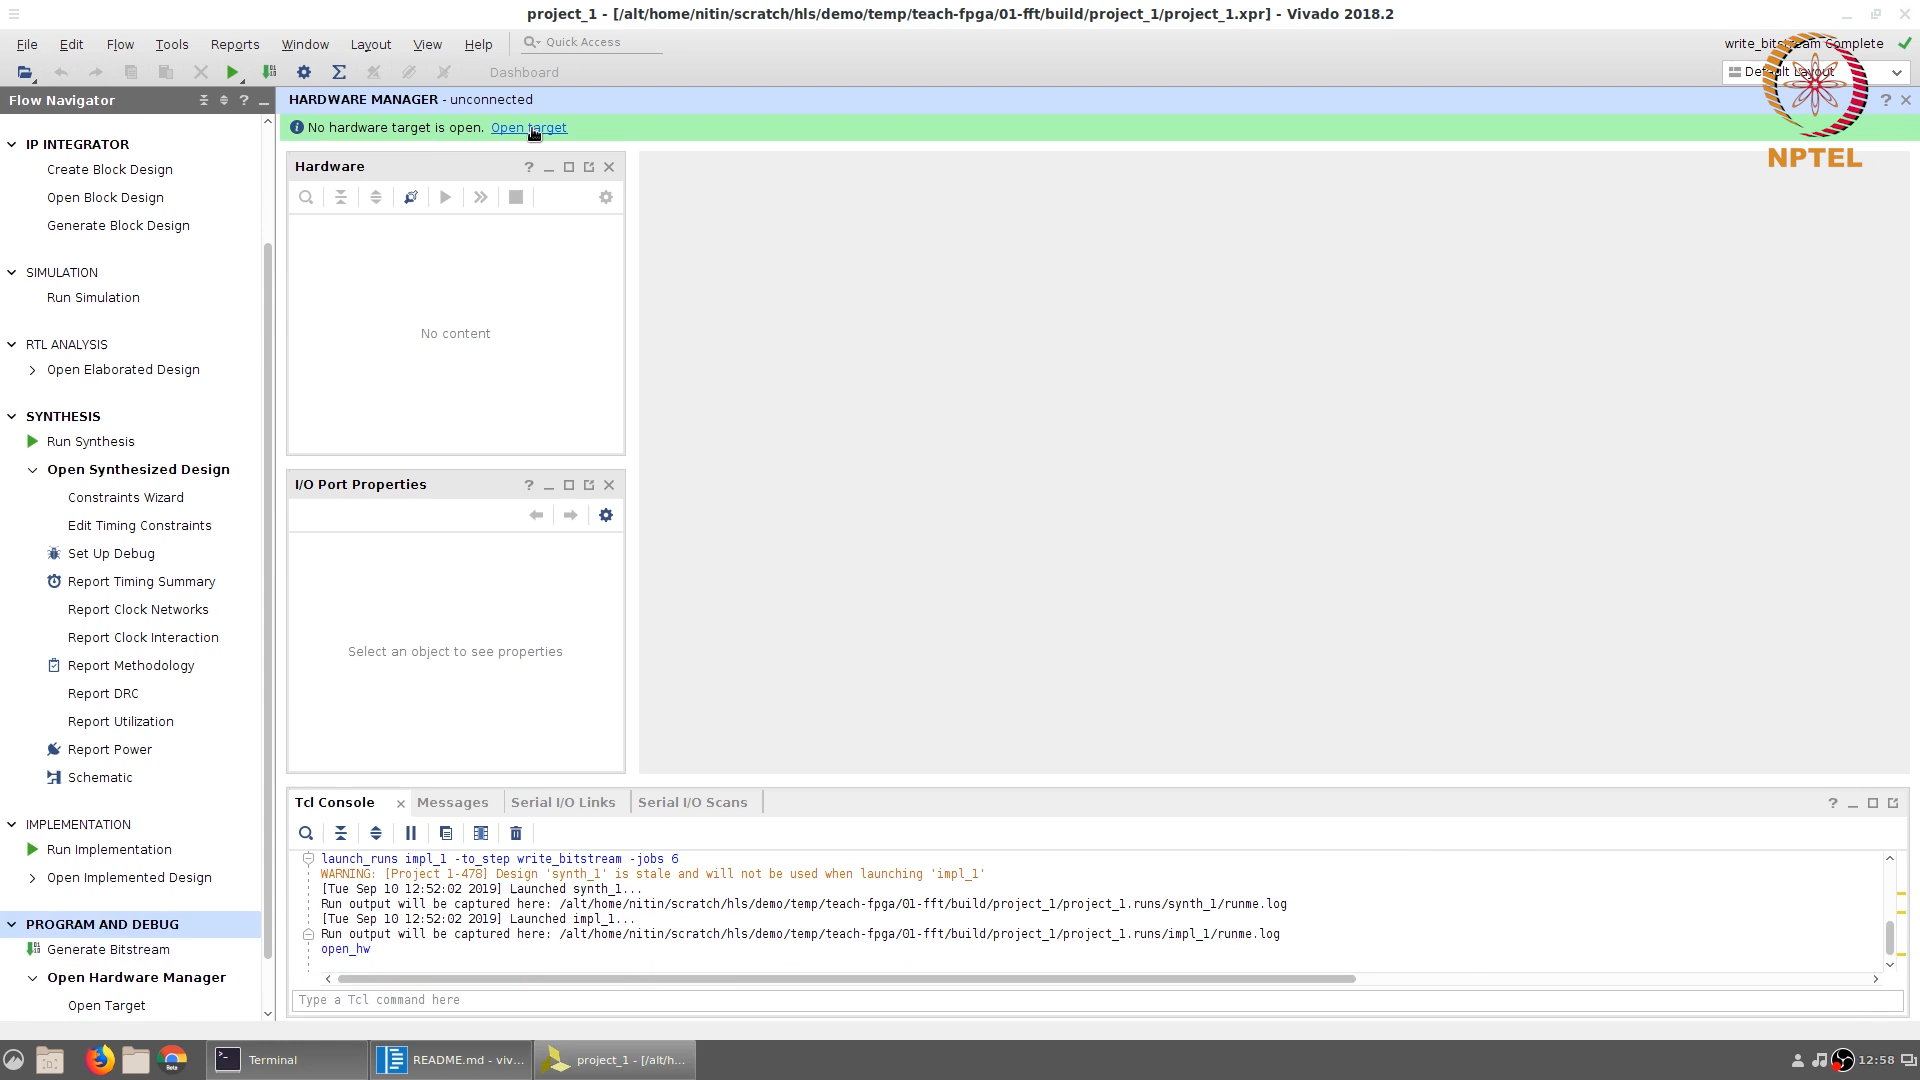 project_1 - [/alt/home/nitin/scratch/hls/demo/temp/teach-fpga/01-fft/build/project_1/project_1.xpr] - Vivado 2018.2
File Edit Flow Tools Reports Window Layout View Help Quick Access
write_bitstream Complete
Dashboard
Default Layout
Flow Navigator
HARDWARE MANAGER - unconnected
No hardware target is open. Open target
NPTEL
IP INTEGRATOR
Create Block Design
Open Block Design
Generate Block Design
SIMULATION
Run Simulation
RTL ANALYSIS
Open Elaborated Design
SYNTHESIS
Run Synthesis
Open Synthesized Design
Constraints Wizard
Edit Timing Constraints
Set Up Debug
Report Timing Summary
Report Clock Networks
Report Clock Interaction
Report Methodology
Report DRC
Report Utilization
Report Power
Schematic
IMPLEMENTATION
Run Implementation
Open Implemented Design
PROGRAM AND DEBUG
Generate Bitstream
Open Hardware Manager
Open Target
Hardware
No content
I/O Port Properties
Select an object to see properties
Tcl Console Messages Serial I/O Links Serial I/O Scans
launch_runs impl_1 -to_step write_bitstream -jobs 6
WARNING: [Project 1-478] Design 'synth_1' is stale and will not be used when launching 'impl_1'
[Tue Sep 10 12:52:02 2019] Launched synth_1...
Run output will be captured here: /alt/home/nitin/scratch/hls/demo/temp/teach-fpga/01-fft/build/project_1/project_1.runs/synth_1/runme.log
[Tue Sep 10 12:52:02 2019] Launched impl_1...
Run output will be captured here: /alt/home/nitin/scratch/hls/demo/temp/teach-fpga/01-fft/build/project_1/project_1.runs/impl_1/runme.log
open_hw
Type a Tcl command here
Terminal
README.md - viv...
project_1 - [/alt/h...
12:58